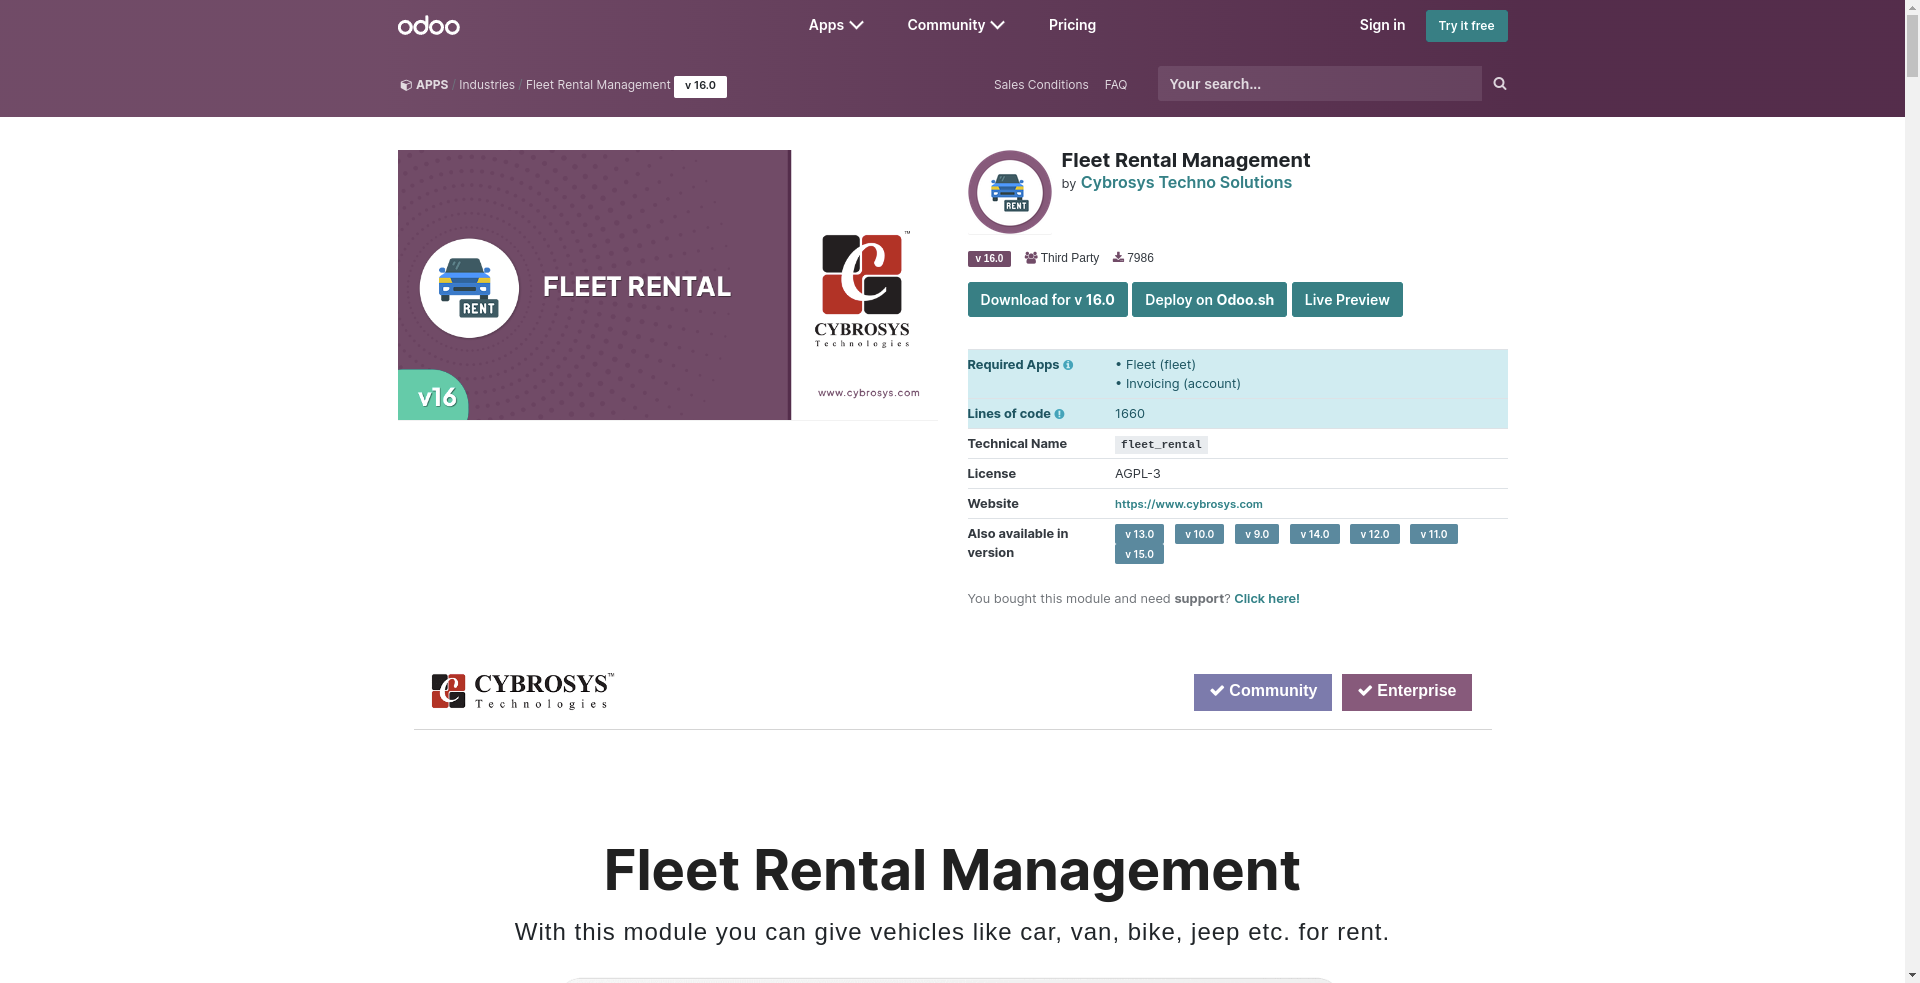 odoo
Apps
Community
Pricing
Sign in
Try it free
APPS / Industries / Fleet Rental Management v 16.0
Sales Conditions
FAQ
Your search...
RENT
FLEET RENTAL
v16
CYBROSYS
Technologies
™
www.cybrosys.com
RENT
Fleet Rental Management
by Cybrosys Techno Solutions
v 16.0
Third Party
7986
Download for v 16.0
Deploy on Odoo.sh
Live Preview
Required Apps
• Fleet (fleet)
• Invoicing (account)
Lines of code
1660
Technical Name
fleet_rental
License
AGPL-3
Website
https://www.cybrosys.com
Also available in
version
v 13.0 v 10.0 v 9.0 v 14.0 v 12.0 v 11.0
v 15.0
You bought this module and need support? Click here!
CYBROSYS™
Technologies
Community
Enterprise
Fleet Rental Management
With this module you can give vehicles like car, van, bike, jeep etc. for rent.